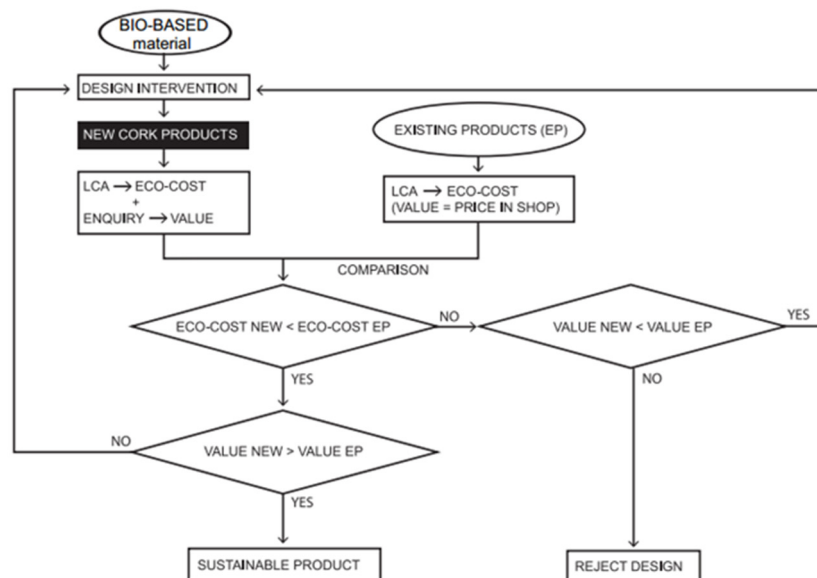 BIO-BASED
material
DESIGN INTERVENTION
NEW CORK PRODUCTS
EXISTING PRODUCTS (EP)
LCA → ECO-COST
+
ENQUIRY → VALUE
LCA → ECO-COST
(VALUE = PRICE IN SHOP)
COMPARISON
ECO-COST NEW < ECO-COST EP
NO
VALUE NEW < VALUE EP
YES
YES
NO
NO
VALUE NEW > VALUE EP
YES
SUSTAINABLE PRODUCT
REJECT DESIGN